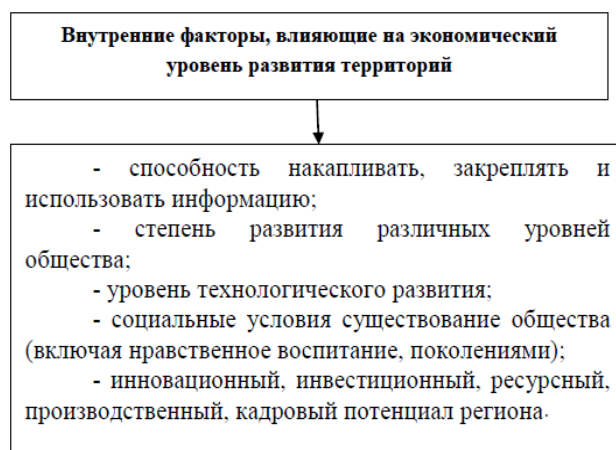 Внутренние факторы, влияющие на экономический
уровень развития территорий
- способность накапливать, закреплять и
использовать информацию;
- степень развития различных уровней
общества;
- уровень технологического развития;
- социальные условия существование общества
(включая нравственное воспитание, поколениями);
- инновационный, инвестиционный, ресурсный,
производственный, кадровый потенциал региона.